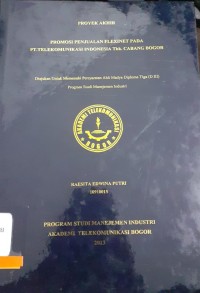 PROYEK AKHIR
PROMOSI PENJUALAN FLEXINET PADA
PT.TELEKOMUNIKASI INDONESIA Tbk. CABANG BOGOR
Diajukan Untuk Memenuhi Persyaratan Ahli Madya Diploma Tiga (D-III)
Program Studi Manajemen Industri
AKADEMI TELEKOMUNIKASI
BOGOR
RAESITA EDWINA PUTRI
PROGRAM STUDI MANAJEMEN INDUSTRI
AKADEMI TELEKOMUNIKASI BOGOR
2013